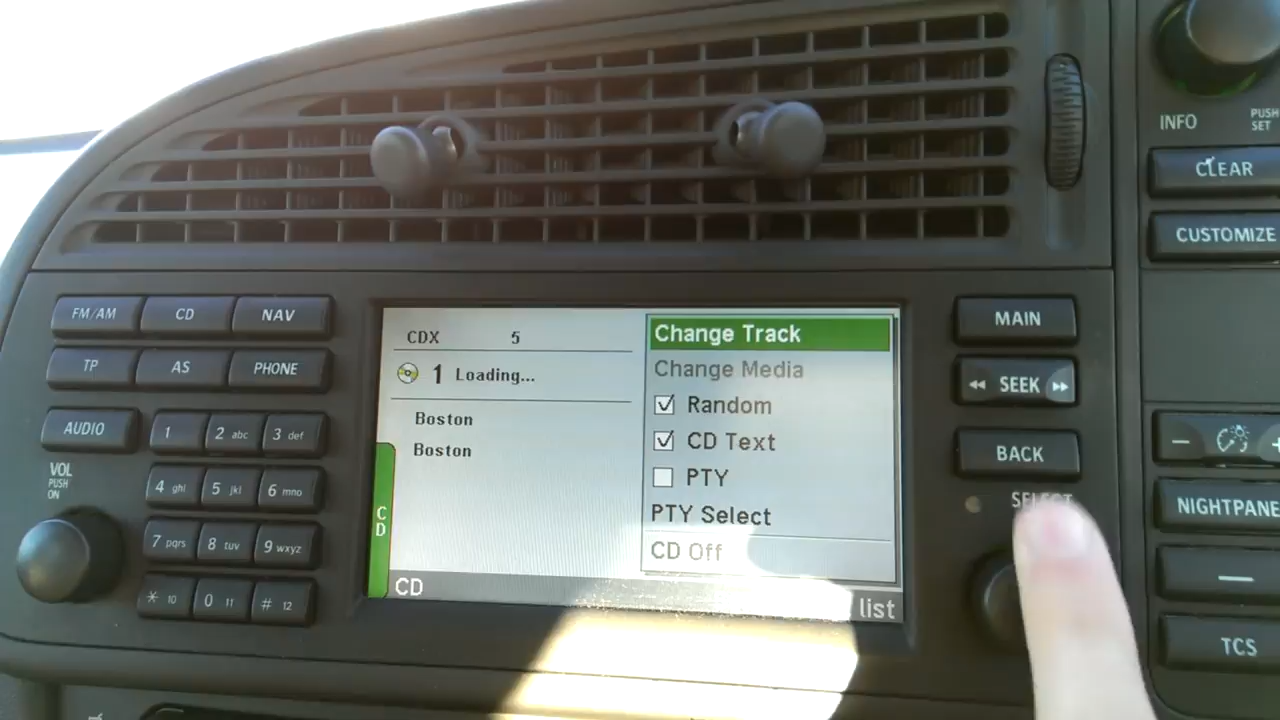 INFO
PUSH
SET
CLEAR
CUSTOMIZE
FM/AM
CD
NAV
TP
AS
PHONE
AUDIO
VOL
PUSH
ON
1
2 abc
3 def
4 ghi
5 jkl
6 mno
7 pqrs
8 tuv
9 wxyz
* 10
0 11
# 12
CDX 5
1 Loading...
Boston
Boston
CD
CD
Change Track
Change Media
Random
CD Text
PTY
PTY Select
CD Off
list
MAIN
SEEK
BACK
SELECT
− +
NIGHTPANE
TCS